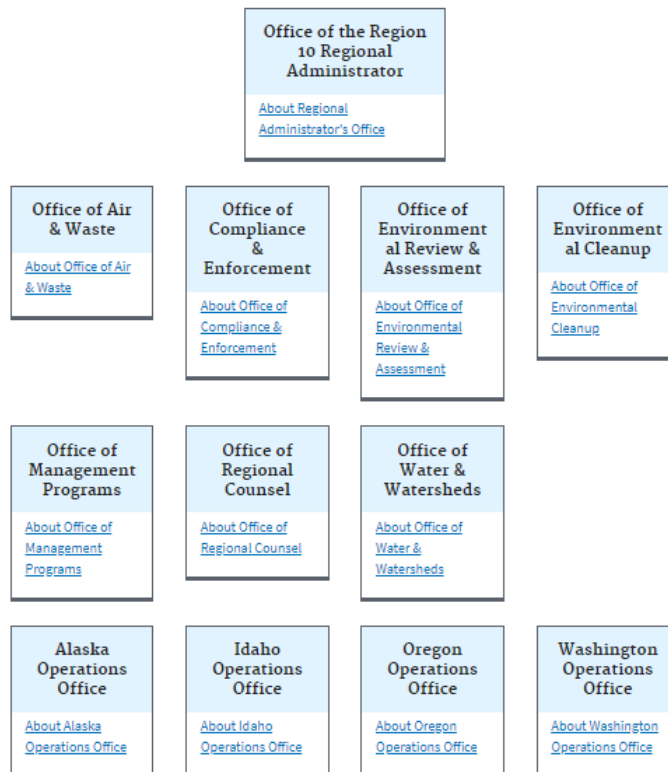 Office of the Region
10 Regional
Administrator
About Regional
Administrator's Office
Office of Air
& Waste
About Office of Air
& Waste
Office of
Compliance
&
Enforcement
About Office of
Compliance &
Enforcement
Office of
Environment
al Review &
Assessment
About Office of
Environmental
Review &
Assessment
Office of
Environment
al Cleanup
About Office of
Environmental
Cleanup
Office of
Management
Programs
About Office of
Management
Programs
Office of
Regional
Counsel
About Office of
Regional Counsel
Office of
Water &
Watersheds
About Office of
Water &
Watersheds
Alaska
Operations
Office
About Alaska
Operations Office
Idaho
Operations
Office
About Idaho
Operations Office
Oregon
Operations
Office
About Oregon
Operations Office
Washington
Operations
Office
About Washington
Operations Office